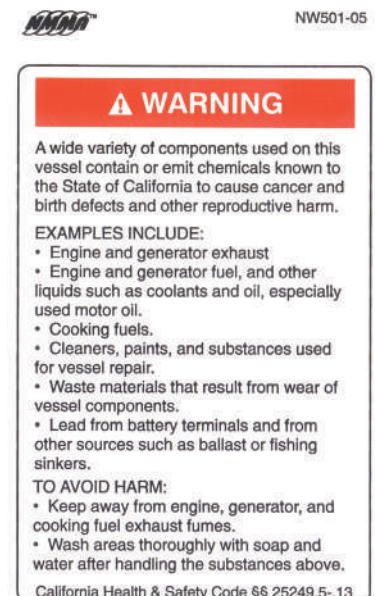 NMMA™
NW501-05
WARNING
A wide variety of components used on this
vessel contain or emit chemicals known to
the State of California to cause cancer and
birth defects and other reproductive harm.
EXAMPLES INCLUDE:
• Engine and generator exhaust
• Engine and generator fuel, and other
liquids such as coolants and oil, especially
used motor oil.
• Cooking fuels.
• Cleaners, paints, and substances used
for vessel repair.
• Waste materials that result from wear of
vessel components.
• Lead from battery terminals and from
other sources such as ballast or fishing
sinkers.
TO AVOID HARM:
• Keep away from engine, generator, and
cooking fuel exhaust fumes.
• Wash areas thoroughly with soap and
water after handling the substances above.
California Health & Safety Code §§ 25249.5-.13